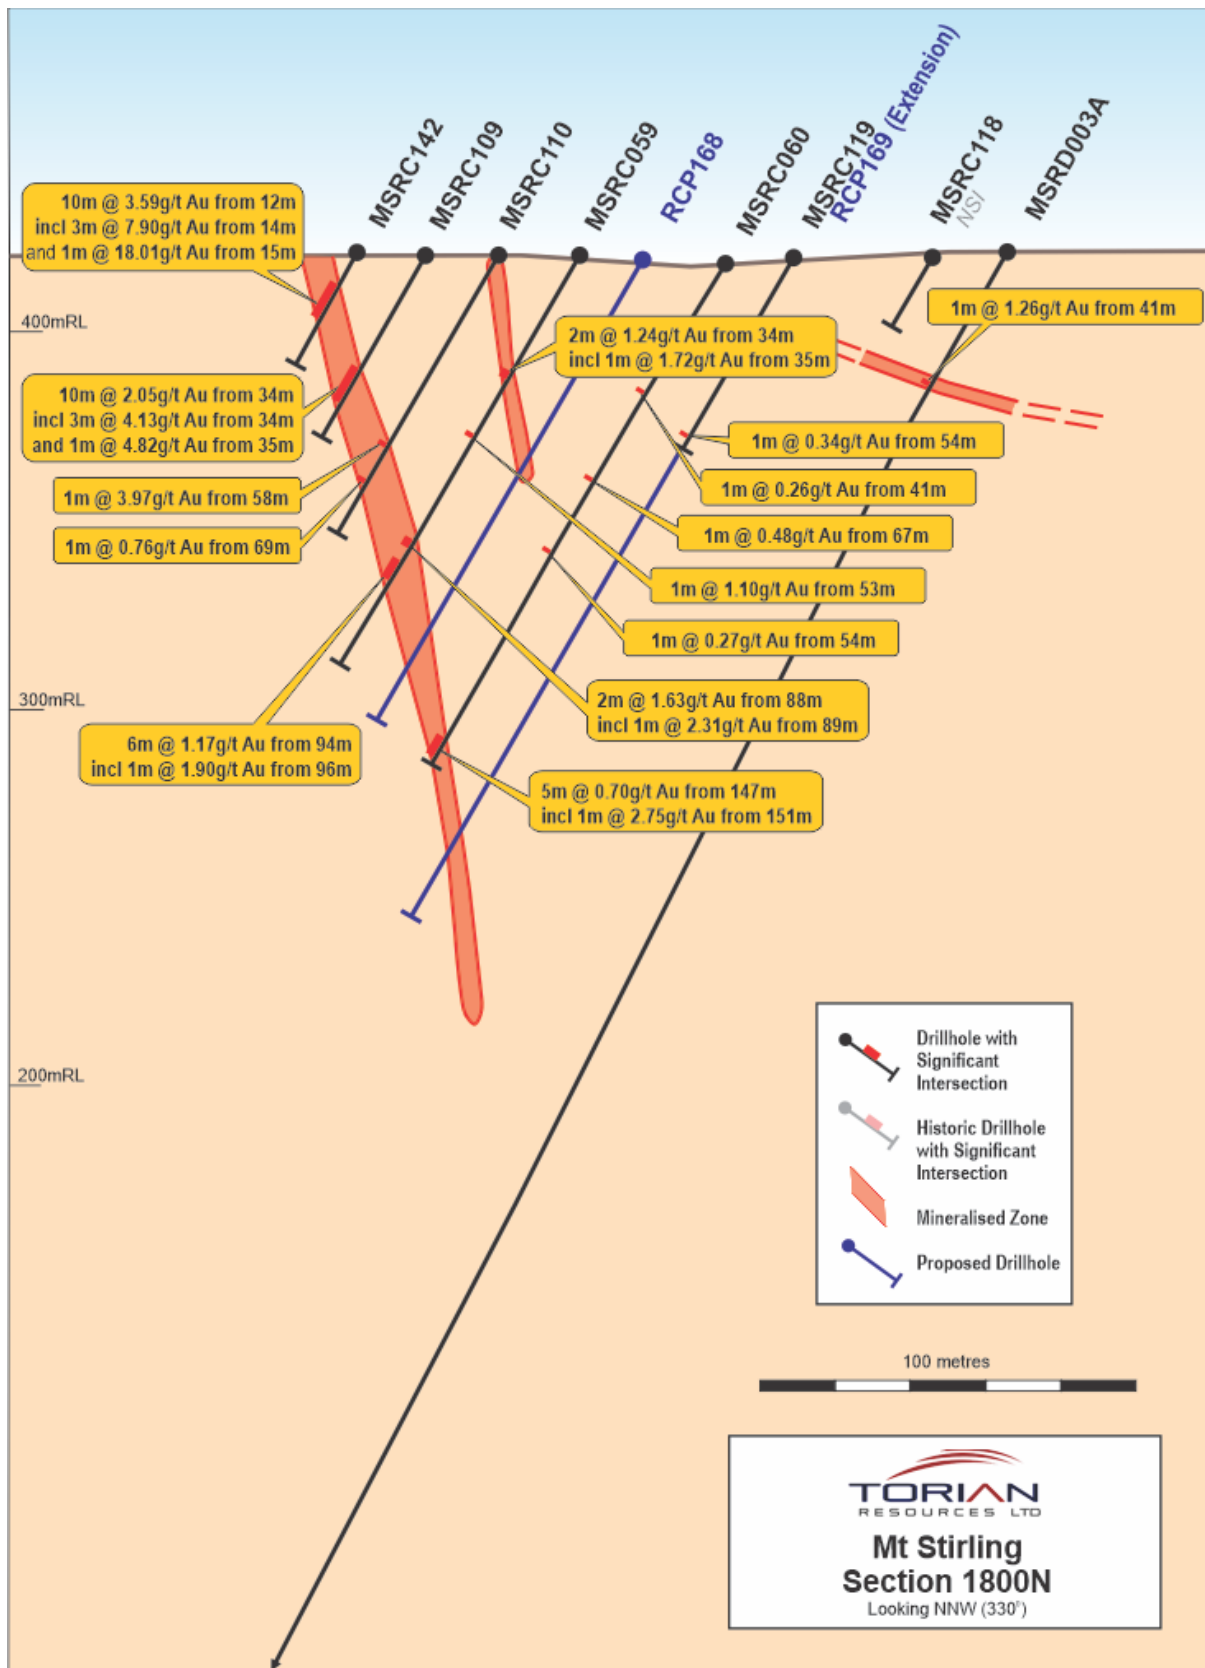 MSRC142
MSRC109
MSRC110
MSRC059
RCP168
MSRC060
MSRC119
RCP169 (Extension)
MSRC118
NSI
MSRD003A
10m @ 3.59g/t Au from 12m
incl 3m @ 7.90g/t Au from 14m
and 1m @ 18.01g/t Au from 15m
1m @ 1.26g/t Au from 41m
400mRL
2m @ 1.24g/t Au from 34m
incl 1m @ 1.72g/t Au from 35m
10m @ 2.05g/t Au from 34m
incl 3m @ 4.13g/t Au from 34m
and 1m @ 4.82g/t Au from 35m
1m @ 0.34g/t Au from 54m
1m @ 3.97g/t Au from 58m
1m @ 0.26g/t Au from 41m
1m @ 0.76g/t Au from 69m
1m @ 0.48g/t Au from 67m
1m @ 1.10g/t Au from 53m
1m @ 0.27g/t Au from 54m
300mRL
2m @ 1.63g/t Au from 88m
incl 1m @ 2.31g/t Au from 89m
6m @ 1.17g/t Au from 94m
incl 1m @ 1.90g/t Au from 96m
5m @ 0.70g/t Au from 147m
incl 1m @ 2.75g/t Au from 151m
200mRL
Drillhole with
Significant
Intersection
Historic Drillhole
with Significant
Intersection
Mineralised Zone
Proposed Drillhole
100 metres
TORIAN
RESOURCES LTD
Mt Stirling
Section 1800N
Looking NNW (330°)